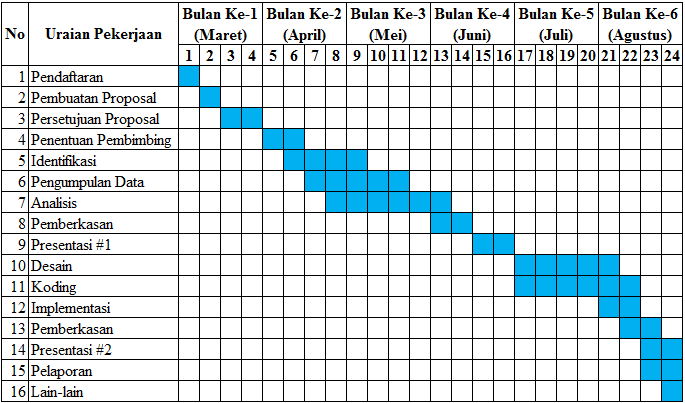 No Uraian Pekerjaan Bulan Ke-1 (Maret) Bulan Ke-2 (April) Bulan Ke-3 (Mei) Bulan Ke-4 (Juni) Bulan Ke-5 (Juli) Bulan Ke-6 (Agustus)
1 2 3 4 5 6 7 8 9 10 11 12 13 14 15 16 17 18 19 20 21 22 23 24
1 Pendaftaran
2 Pembuatan Proposal
3 Persetujuan Proposal
4 Penentuan Pembimbing
5 Identifikasi
6 Pengumpulan Data
7 Analisis
8 Pemberkasan
9 Presentasi #1
10 Desain
11 Koding
12 Implementasi
13 Pemberkasan
14 Presentasi #2
15 Pelaporan
16 Lain-lain